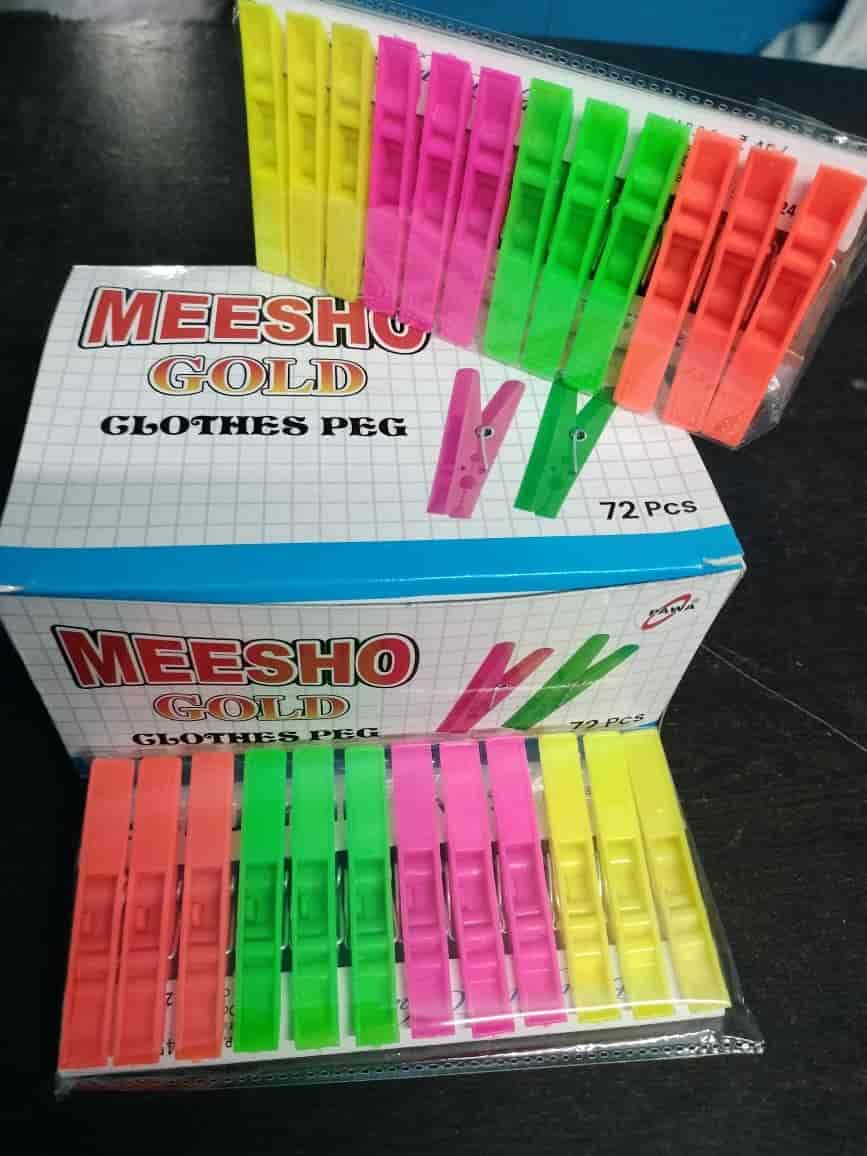 MEESHO
GOLD
CLOTHES PEG
72 Pcs
PAWA
MEESHO
GOLD
CLOTHES PEG
72 Pcs